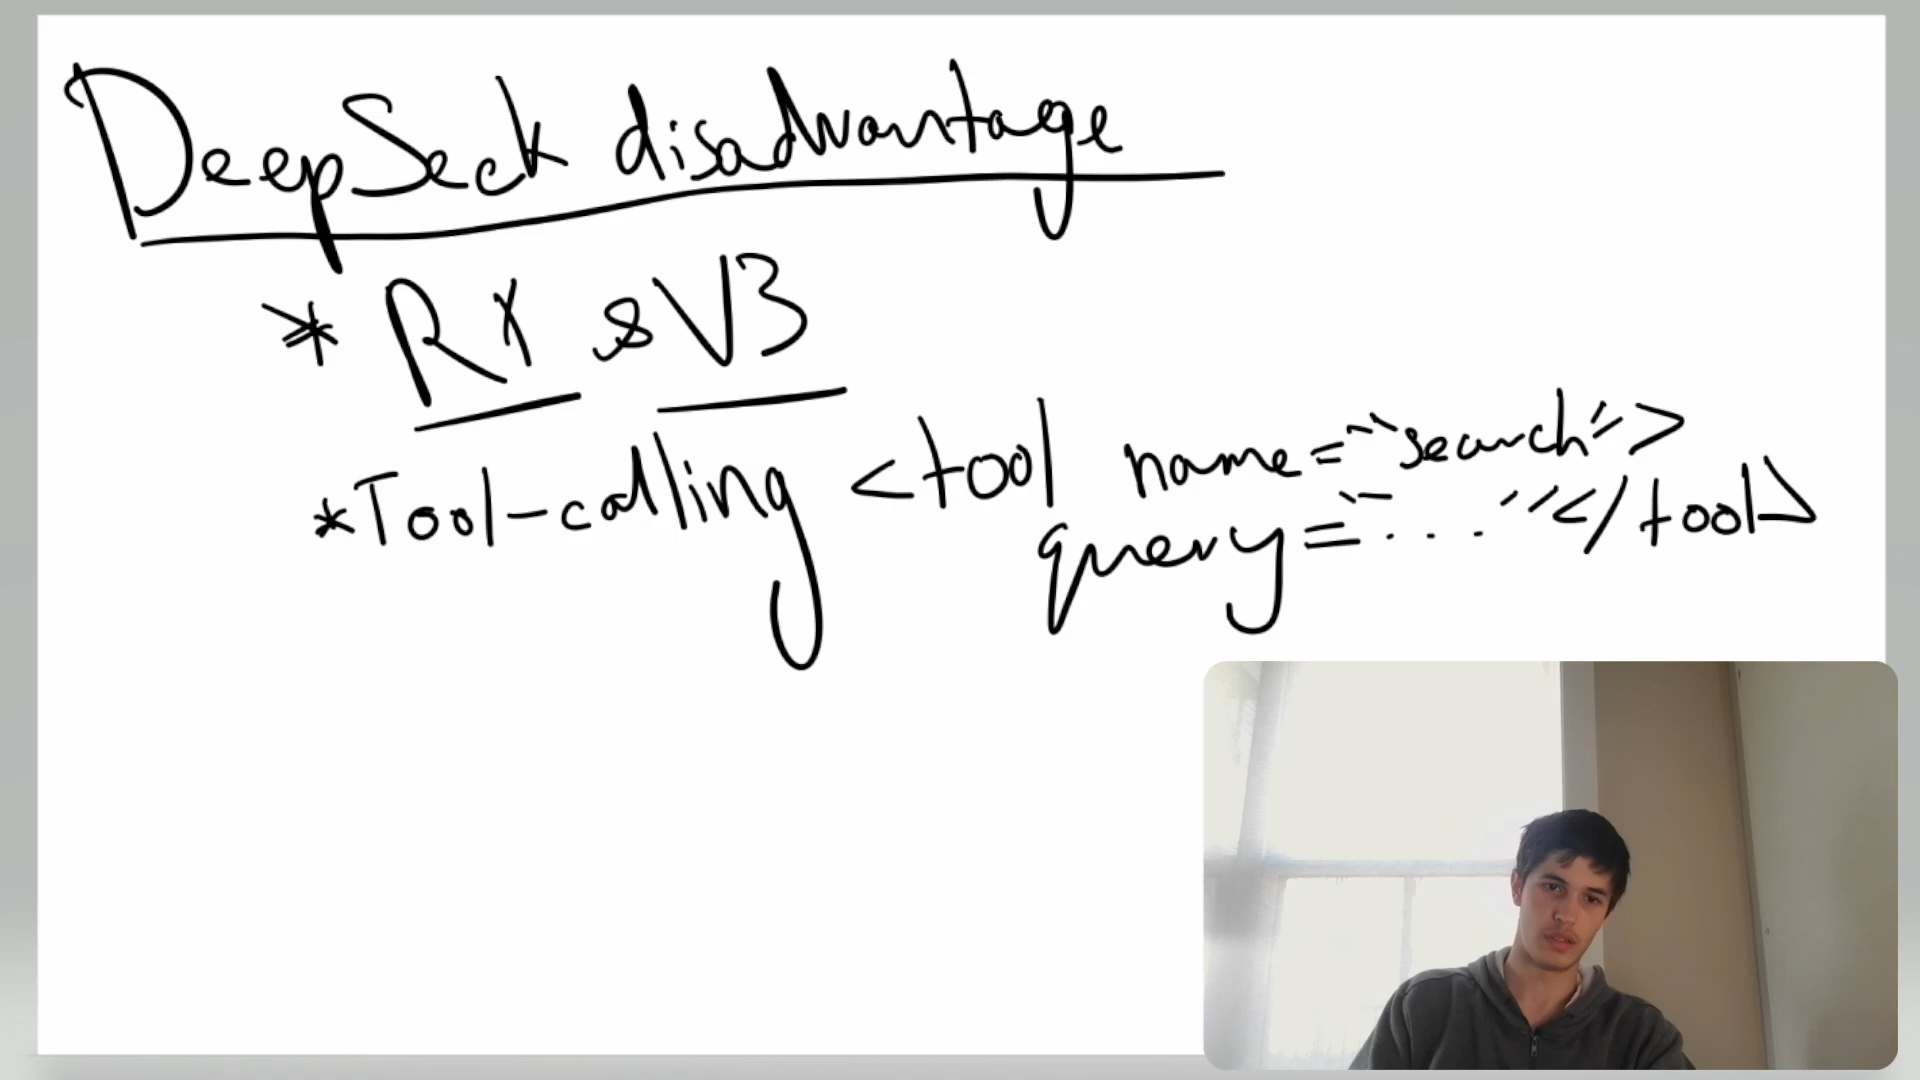 DeepSeek disadvantage
* R1 & V3
* Tool-calling <tool name="search">
query="..."</tool>